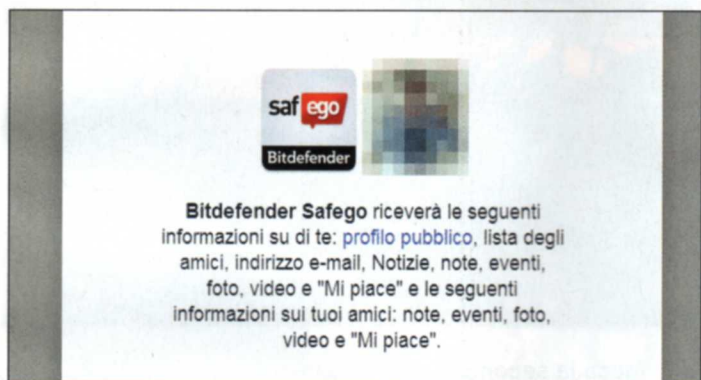 saf ego
Bitdefender
Bitdefender Safego riceverà le seguenti
informazioni su di te: profilo pubblico, lista degli
amici, indirizzo e-mail, Notizie, note, eventi,
foto, video e "Mi piace" e le seguenti
informazioni sui tuoi amici: note, eventi, foto,
video e "Mi piace".